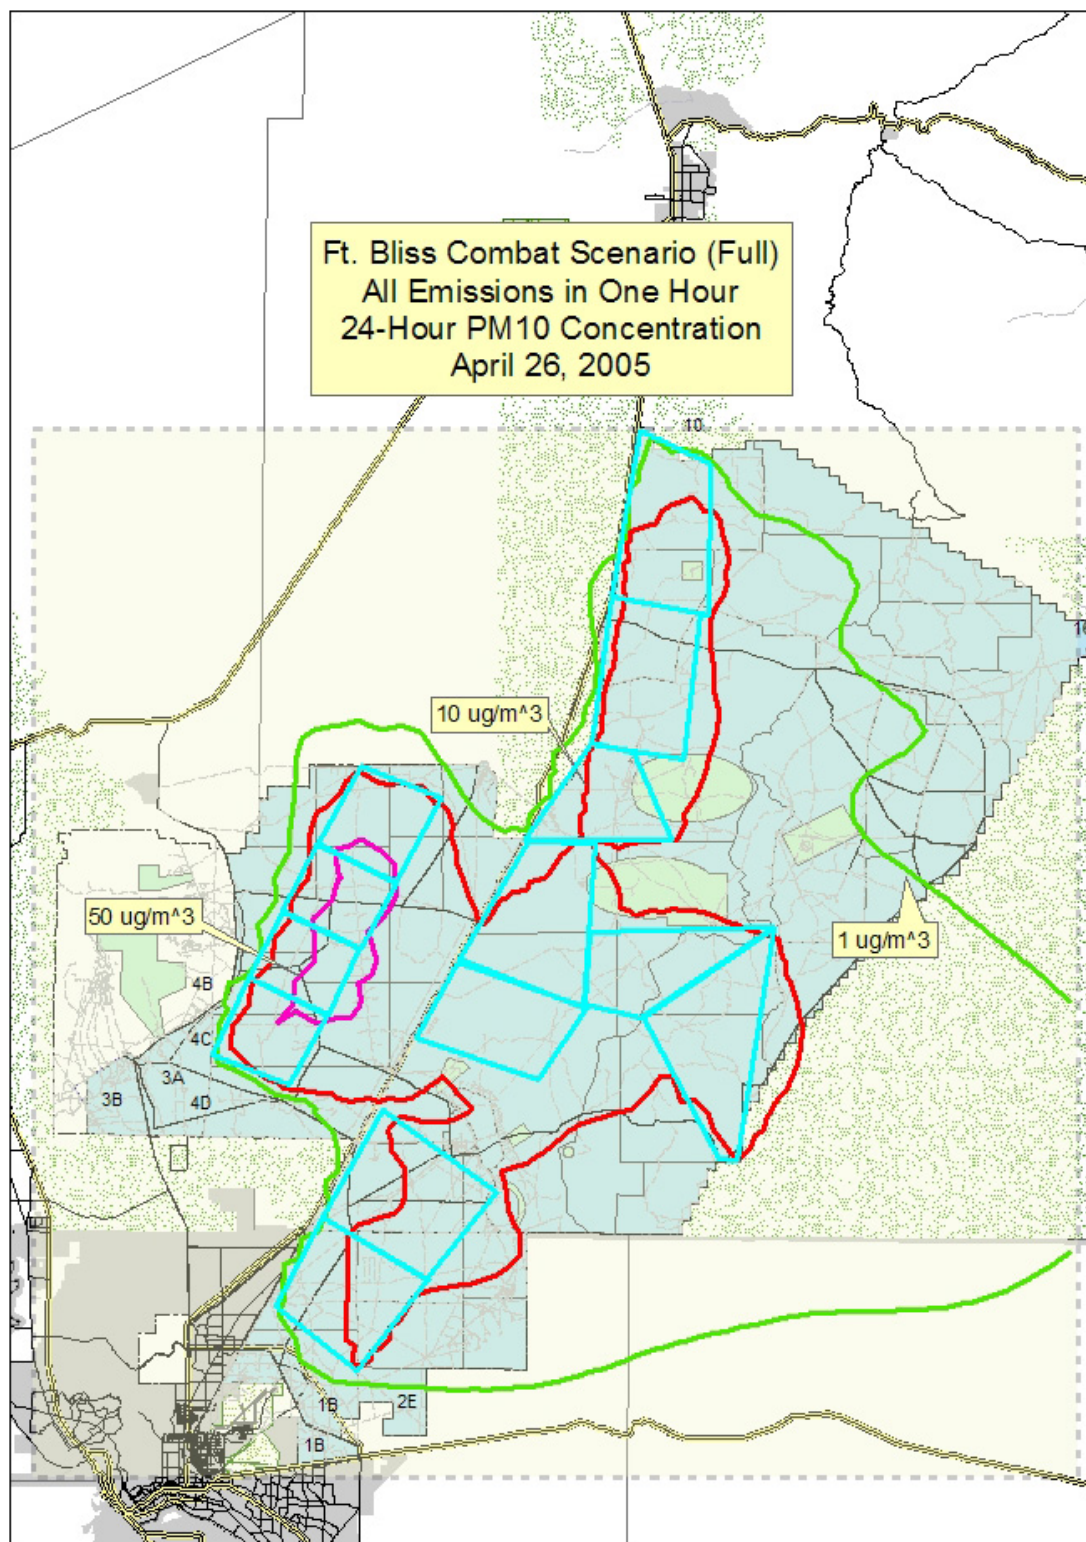 Ft. Bliss Combat Scenario (Full)
All Emissions in One Hour
24-Hour PM10 Concentration
April 26, 2005
10
10 ug/m^3
50 ug/m^3
1 ug/m^3
4B
4C
3A
3B
4D
1B
2E
1B